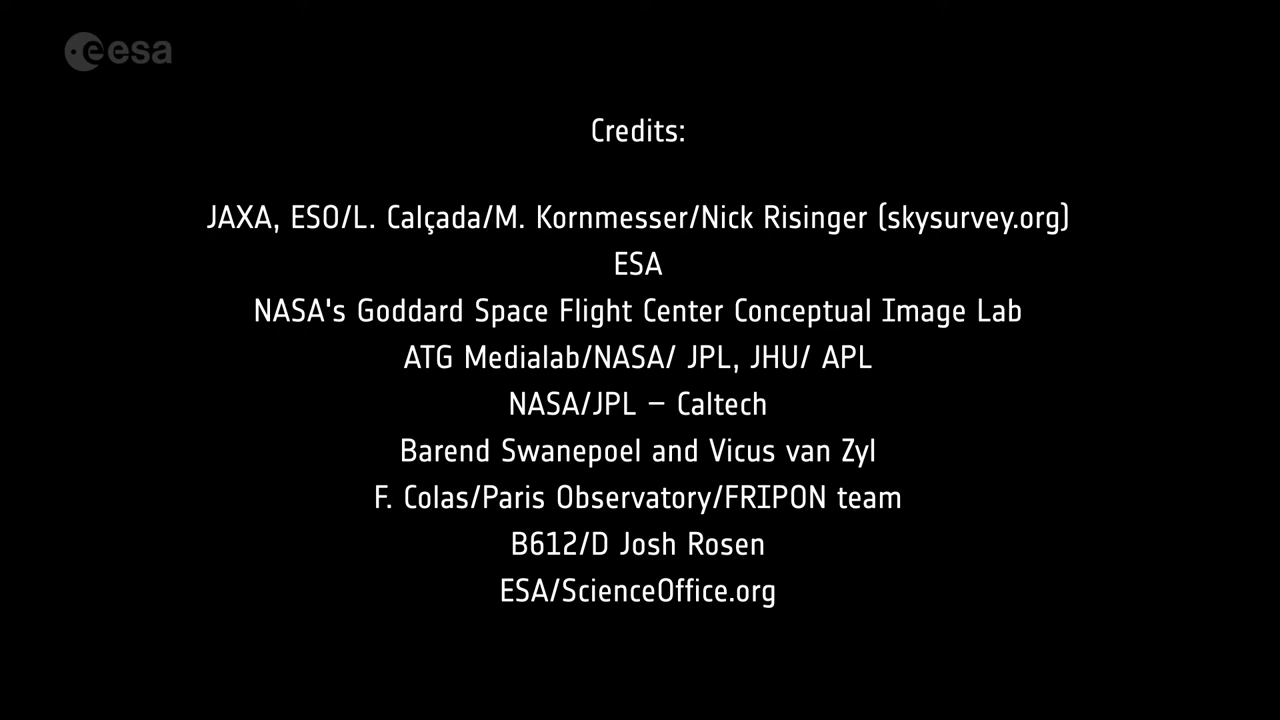 esa
Credits:
JAXA, ESO/L. Calçada/M. Kornmesser/Nick Risinger (skysurvey.org)
ESA
NASA's Goddard Space Flight Center Conceptual Image Lab
ATG Medialab/NASA/ JPL, JHU/ APL
NASA/JPL – Caltech
Barend Swanepoel and Vicus van Zyl
F. Colas/Paris Observatory/FRIPON team
B612/D Josh Rosen
ESA/ScienceOffice.org